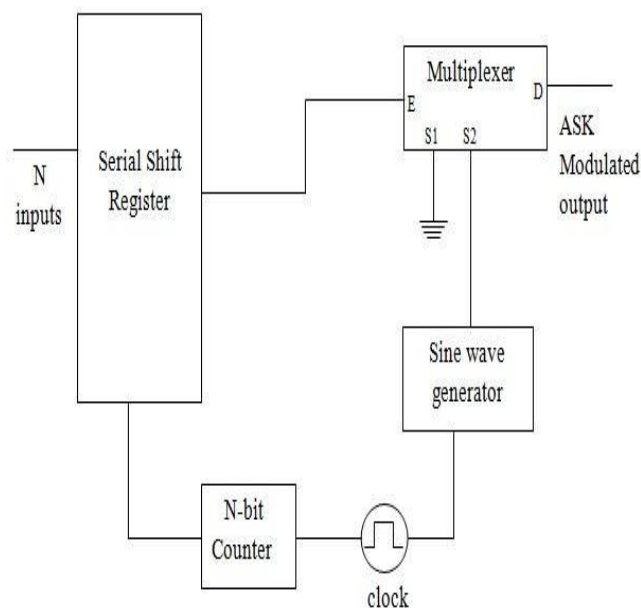 Multiplexer
E
D
S1 S2
N
inputs
Serial Shift
Register
ASK
Modulated
output
Sine wave
generator
N-bit
Counter
clock